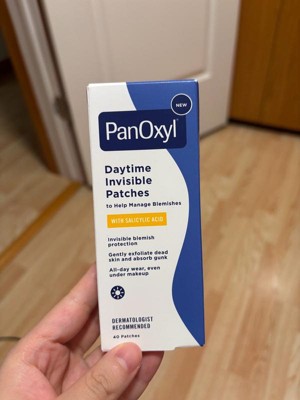 NEW
PanOxyl
Daytime
Invisible
Patches
to Help Manage Blemishes
WITH SALICYLIC ACID
Invisible blemish
protection
Gently exfoliate dead
skin and absorb gunk
All-day wear, even
under makeup
DERMATOLOGIST
RECOMMENDED
40 Patches